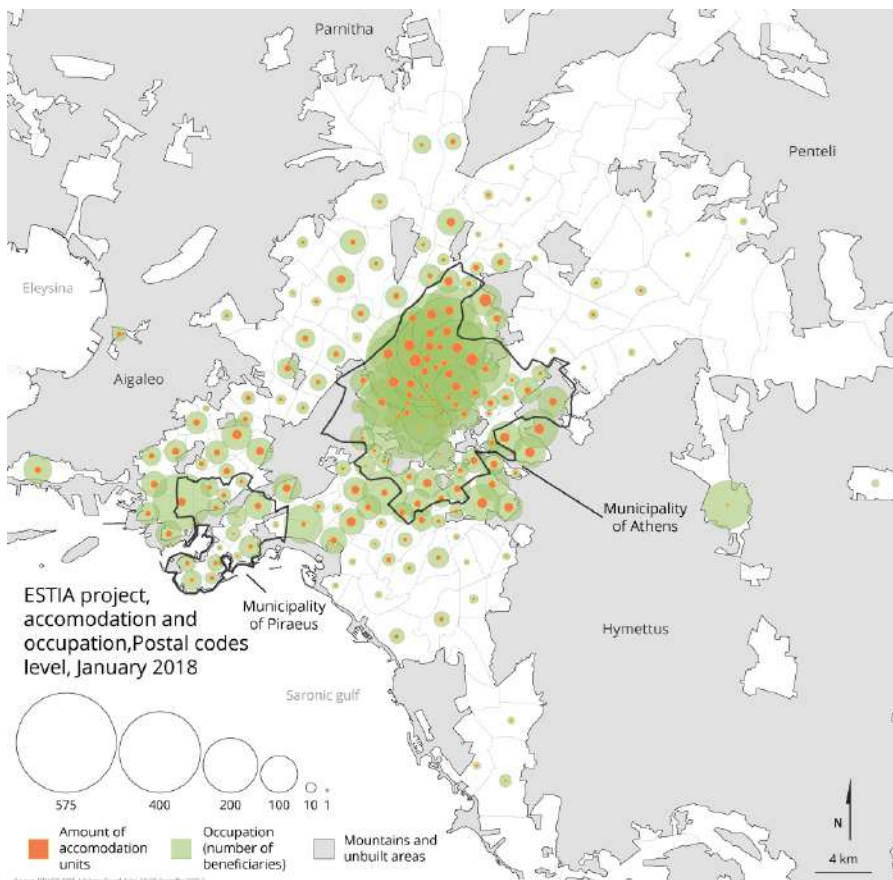 Parnitha
Penteli
Eleysina
Aigaleo
Municipality
of Athens
Municipality
of Piraeus
Hymettus
Saronic gulf
ESTIA project,
accomodation and
occupation,Postal codes
level, January 2018
575
400
200
100
10
1
Amount of
accomodation
units
Occupation
(number of
beneficiaries)
Mountains and
unbuilt areas
N
4 km